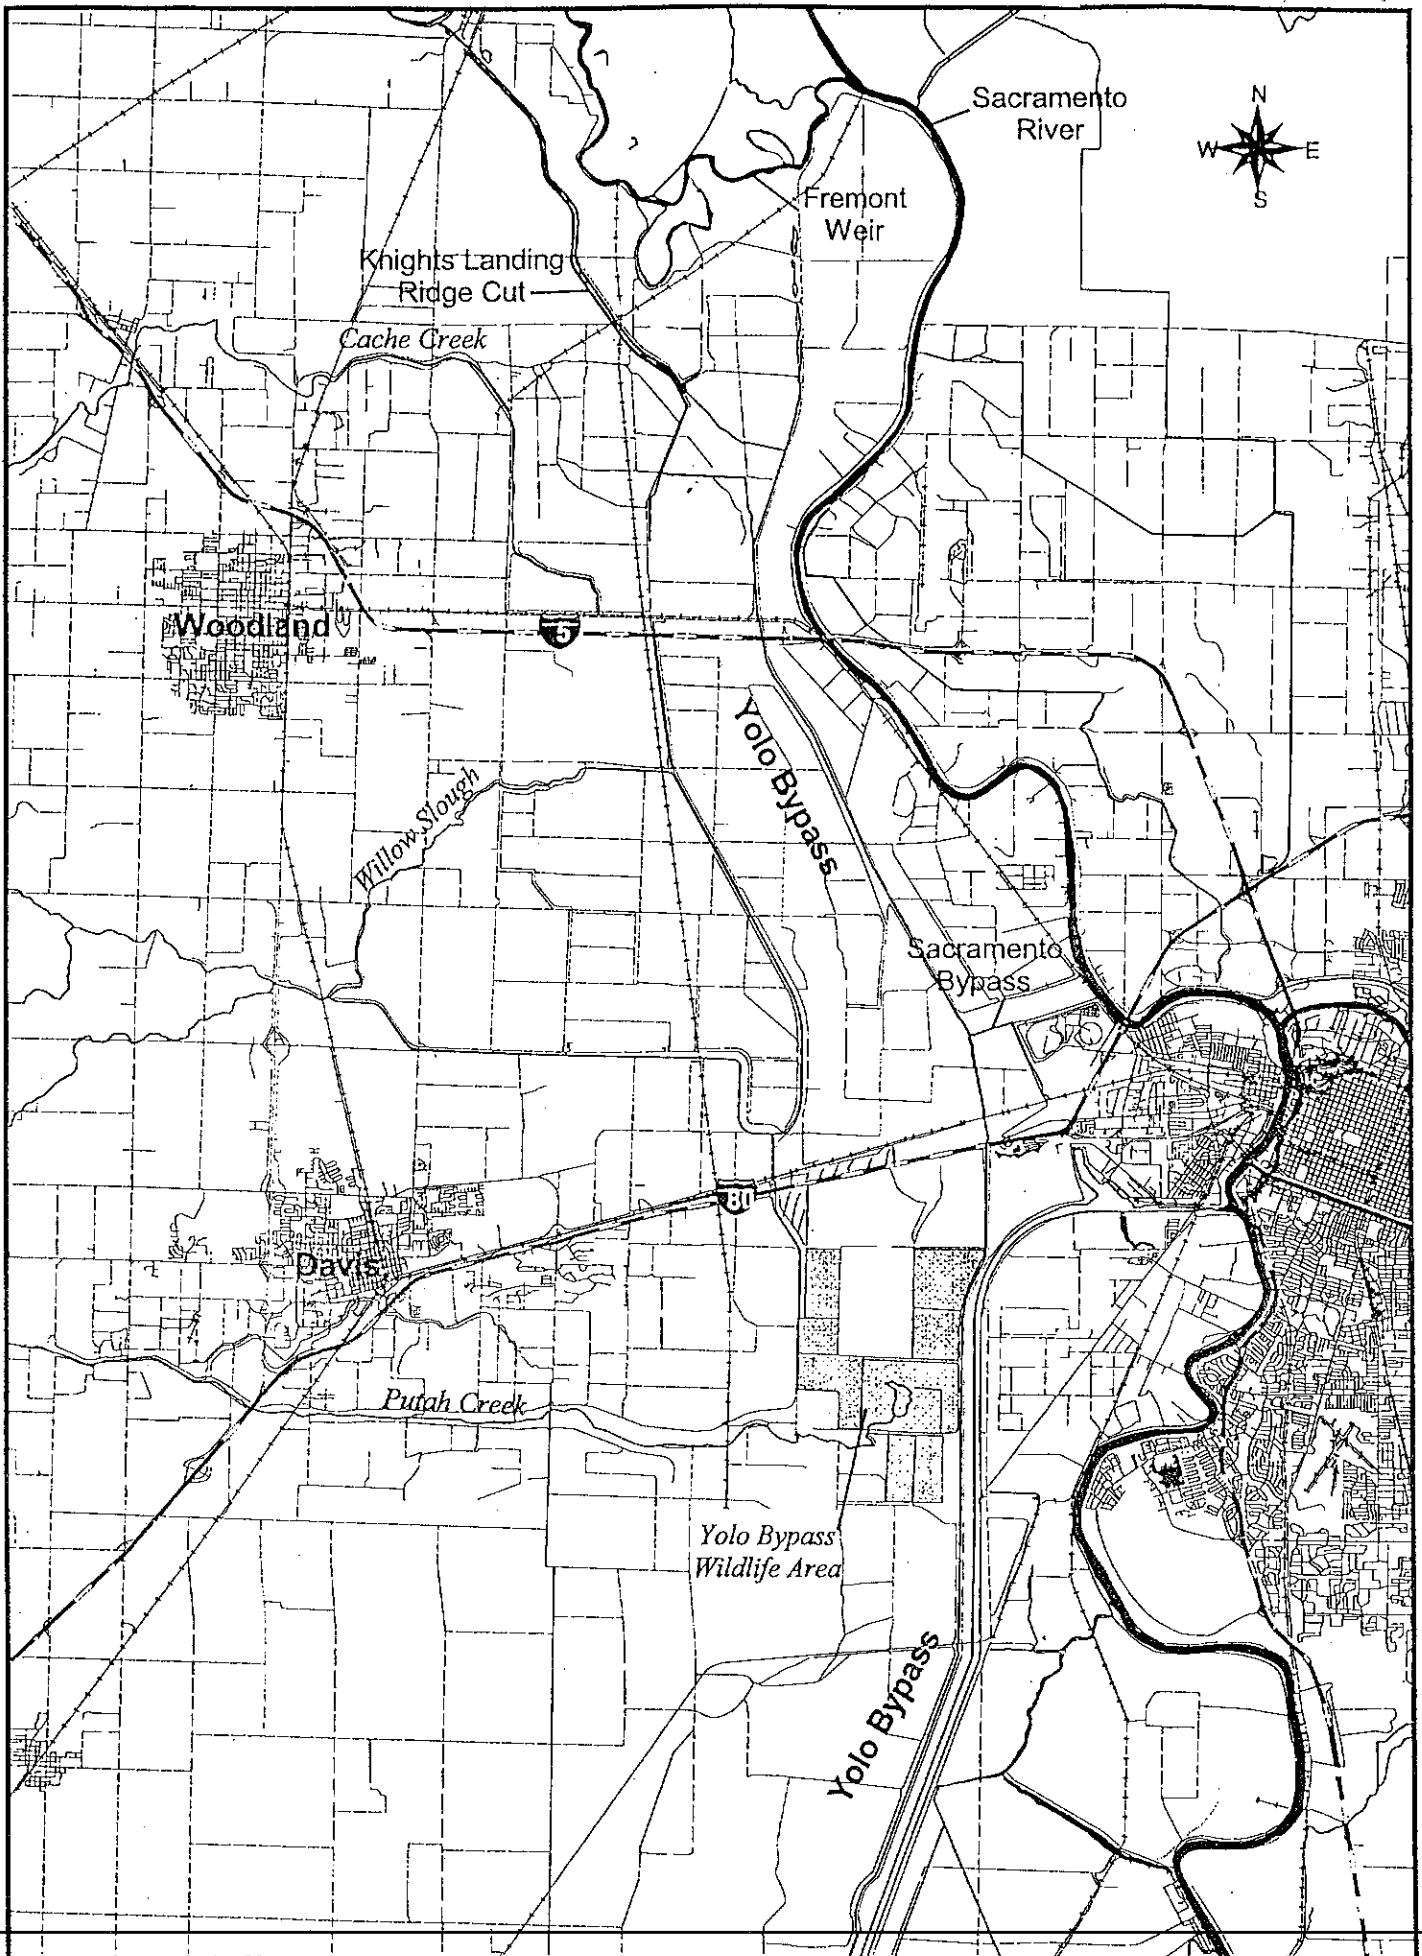 Sacramento
River
N
W E
S
Fremont
Weir
Knights Landing
Ridge Cut
Cache Creek
Woodland
5
Yolo Bypass
Willow Slough
Sacramento
Bypass
80
Davis
Putah Creek
Yolo Bypass
Wildlife Area
Yolo Bypass